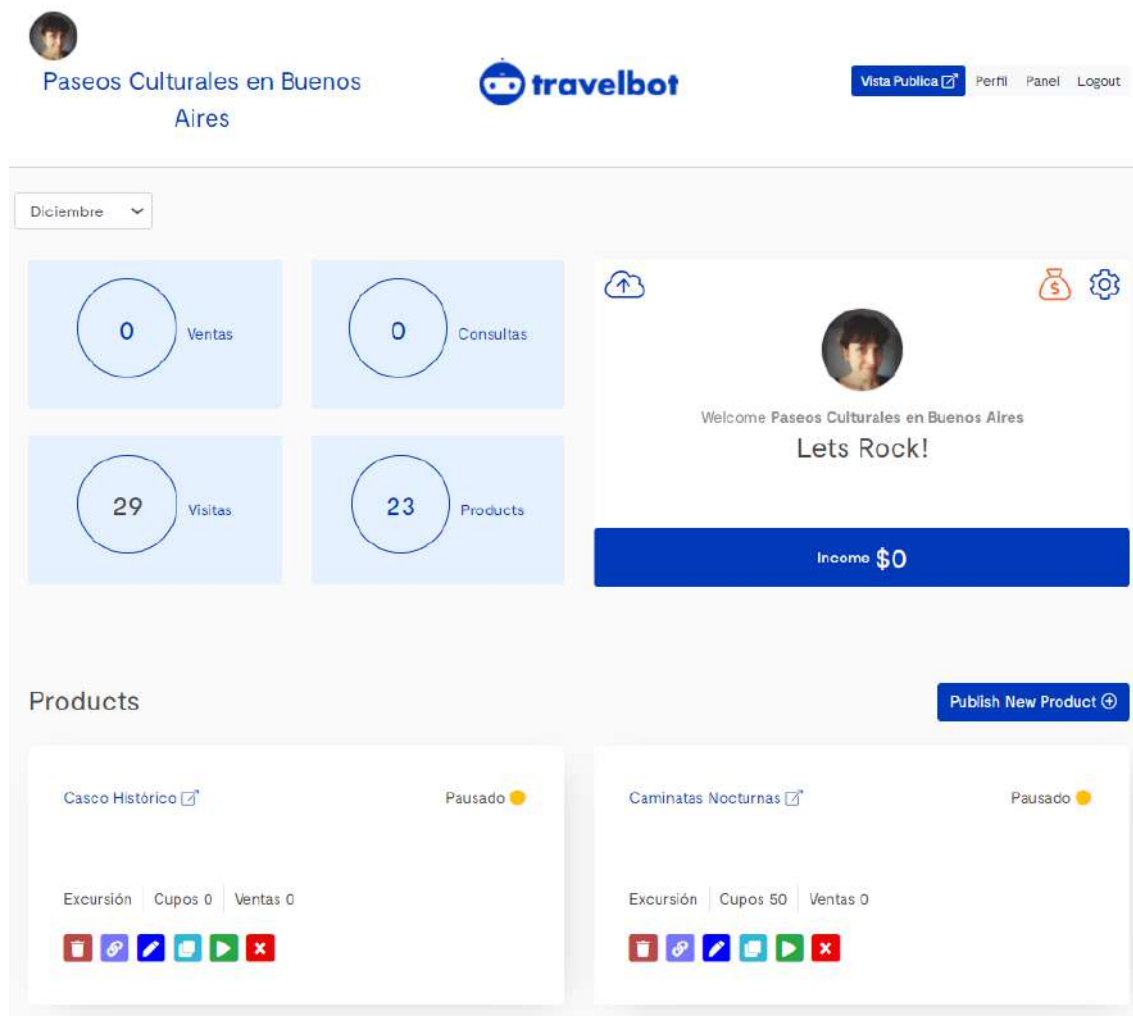 Paseos Culturales en Buenos
Aires
travelbot
Vista Publica Perfil Panel Logout
Diciembre
0 Ventas
0 Consultas
$
Welcome Paseos Culturales en Buenos Aires
Lets Rock!
29 Visitas
23 Products
Income $0
Products
Publish New Product
Casco Histórico Pausado
Excursión Cupos 0 Ventas 0
Caminatas Nocturnas Pausado
Excursión Cupos 50 Ventas 0